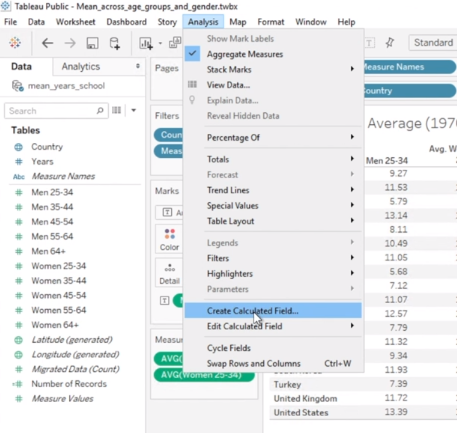 Tableau Public - Mean_across_age_groups_and_gender.twbx
File Data Worksheet Dashboard Story Analysis Map Format Window Help
Standard
Data Analytics
mean_years_school
Search
Tables
Country
Years
Abc Measure Names
Men 25-34
Men 35-44
Men 45-54
Men 55-64
Men 64+
Women 25-34
Women 35-44
Women 45-54
Women 55-64
Women 64+
Latitude (generated)
Longitude (generated)
Migrated Data (Count)
Number of Records
Measure Values
Pages
Filters
Marks
Color
Detail
AVG(Women 25-34)
Show Mark Labels
Aggregate Measures
Stack Marks
View Data...
Explain Data...
Reveal Hidden Data
Percentage Of
Totals
Forecast
Trend Lines
Special Values
Table Layout
Legends
Filters
Highlighters
Parameters
Create Calculated Field...
Edit Calculated Field
Cycle Fields
Swap Rows and Columns Ctrl+W
Measure Names
Country
Average (197
Avg. W
Men 25-34
9.27
11.53
5.79
13.14
8.11
10.49
11.05
5.68
7.12
11.07
12.57
7.79
11.32
9.34
11.93
Turkey 7.39
United Kingdom 11.72
United States 13.39